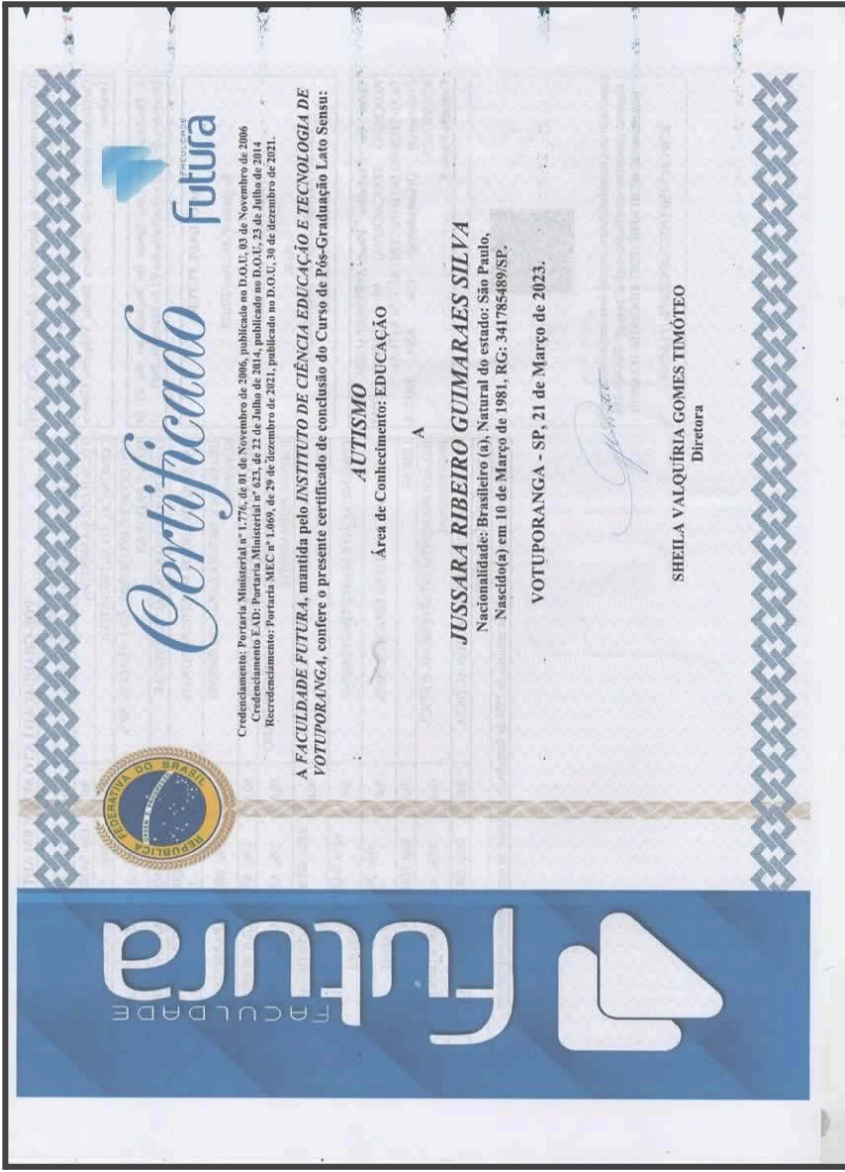 FACULDADE
futura
REPÚBLICA FEDERATIVA DO BRASIL
Certificado
FACULDADE
futura
Credenciamento: Portaria Ministerial nº 1.776, de 01 de Novembro de 2006, publicado no D.O.U, 03 de Novembro de 2006
Credenciamento EAD: Portaria Ministerial nº 623, de 22 de Julho de 2014, publicado no D.O.U, 23 de Julho de 2014
Recredenciamento: Portaria MEC nº 1.069, de 29 de dezembro de 2021, publicado no D.O.U, 30 de dezembro de 2021.
A FACULDADE FUTURA, mantida pelo INSTITUTO DE CIÊNCIA EDUCAÇÃO E TECNOLOGIA DE
VOTUPORANGA, confere o presente certificado de conclusão do Curso de Pós-Graduação Lato Sensu:
AUTISMO
Área de Conhecimento: EDUCAÇÃO
A
JUSSARA RIBEIRO GUIMARAES SILVA
Nacionalidade: Brasileiro (a), Natural do estado: São Paulo,
Nascido(a) em 10 de Março de 1981, RG: 341785489/SP.
VOTUPORANGA - SP, 21 de Março de 2023.
SHEILA VALQUÍRIA GOMES TIMÓTEO
Diretora